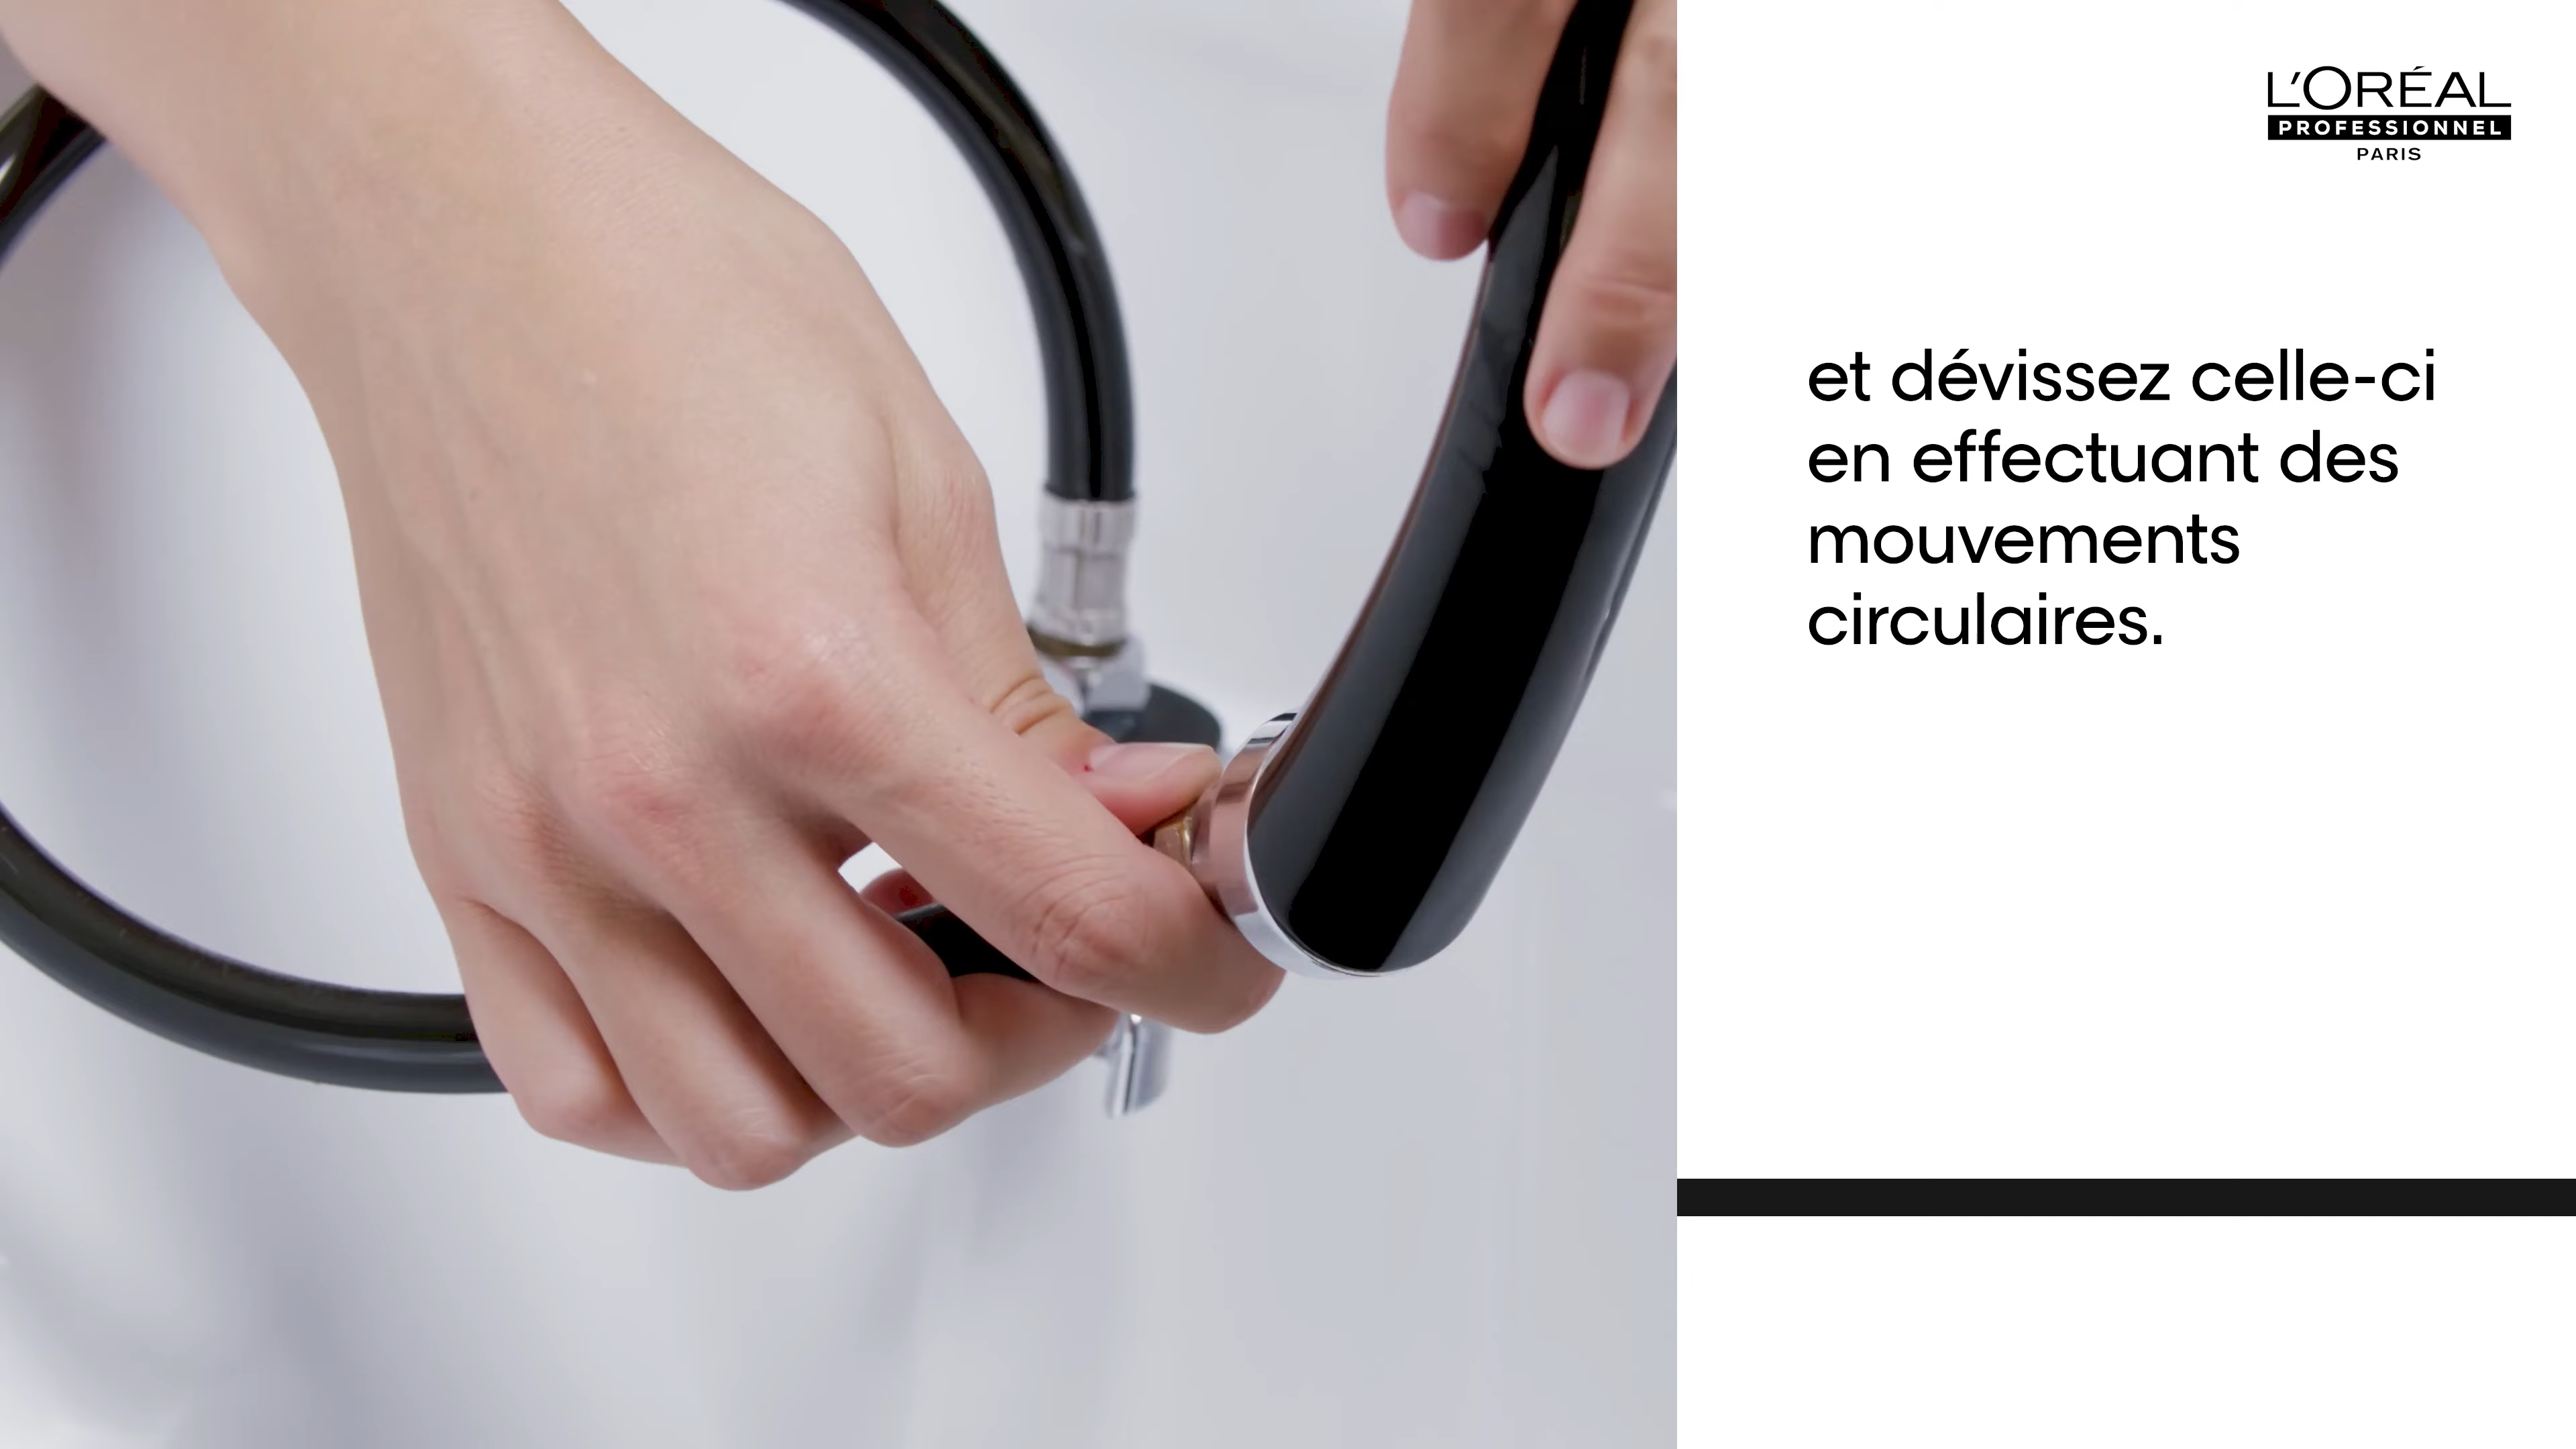 L'ORÉAL
PROFESSIONNEL
PARIS
et dévissez celle-ci
en effectuant des
mouvements
circulaires.